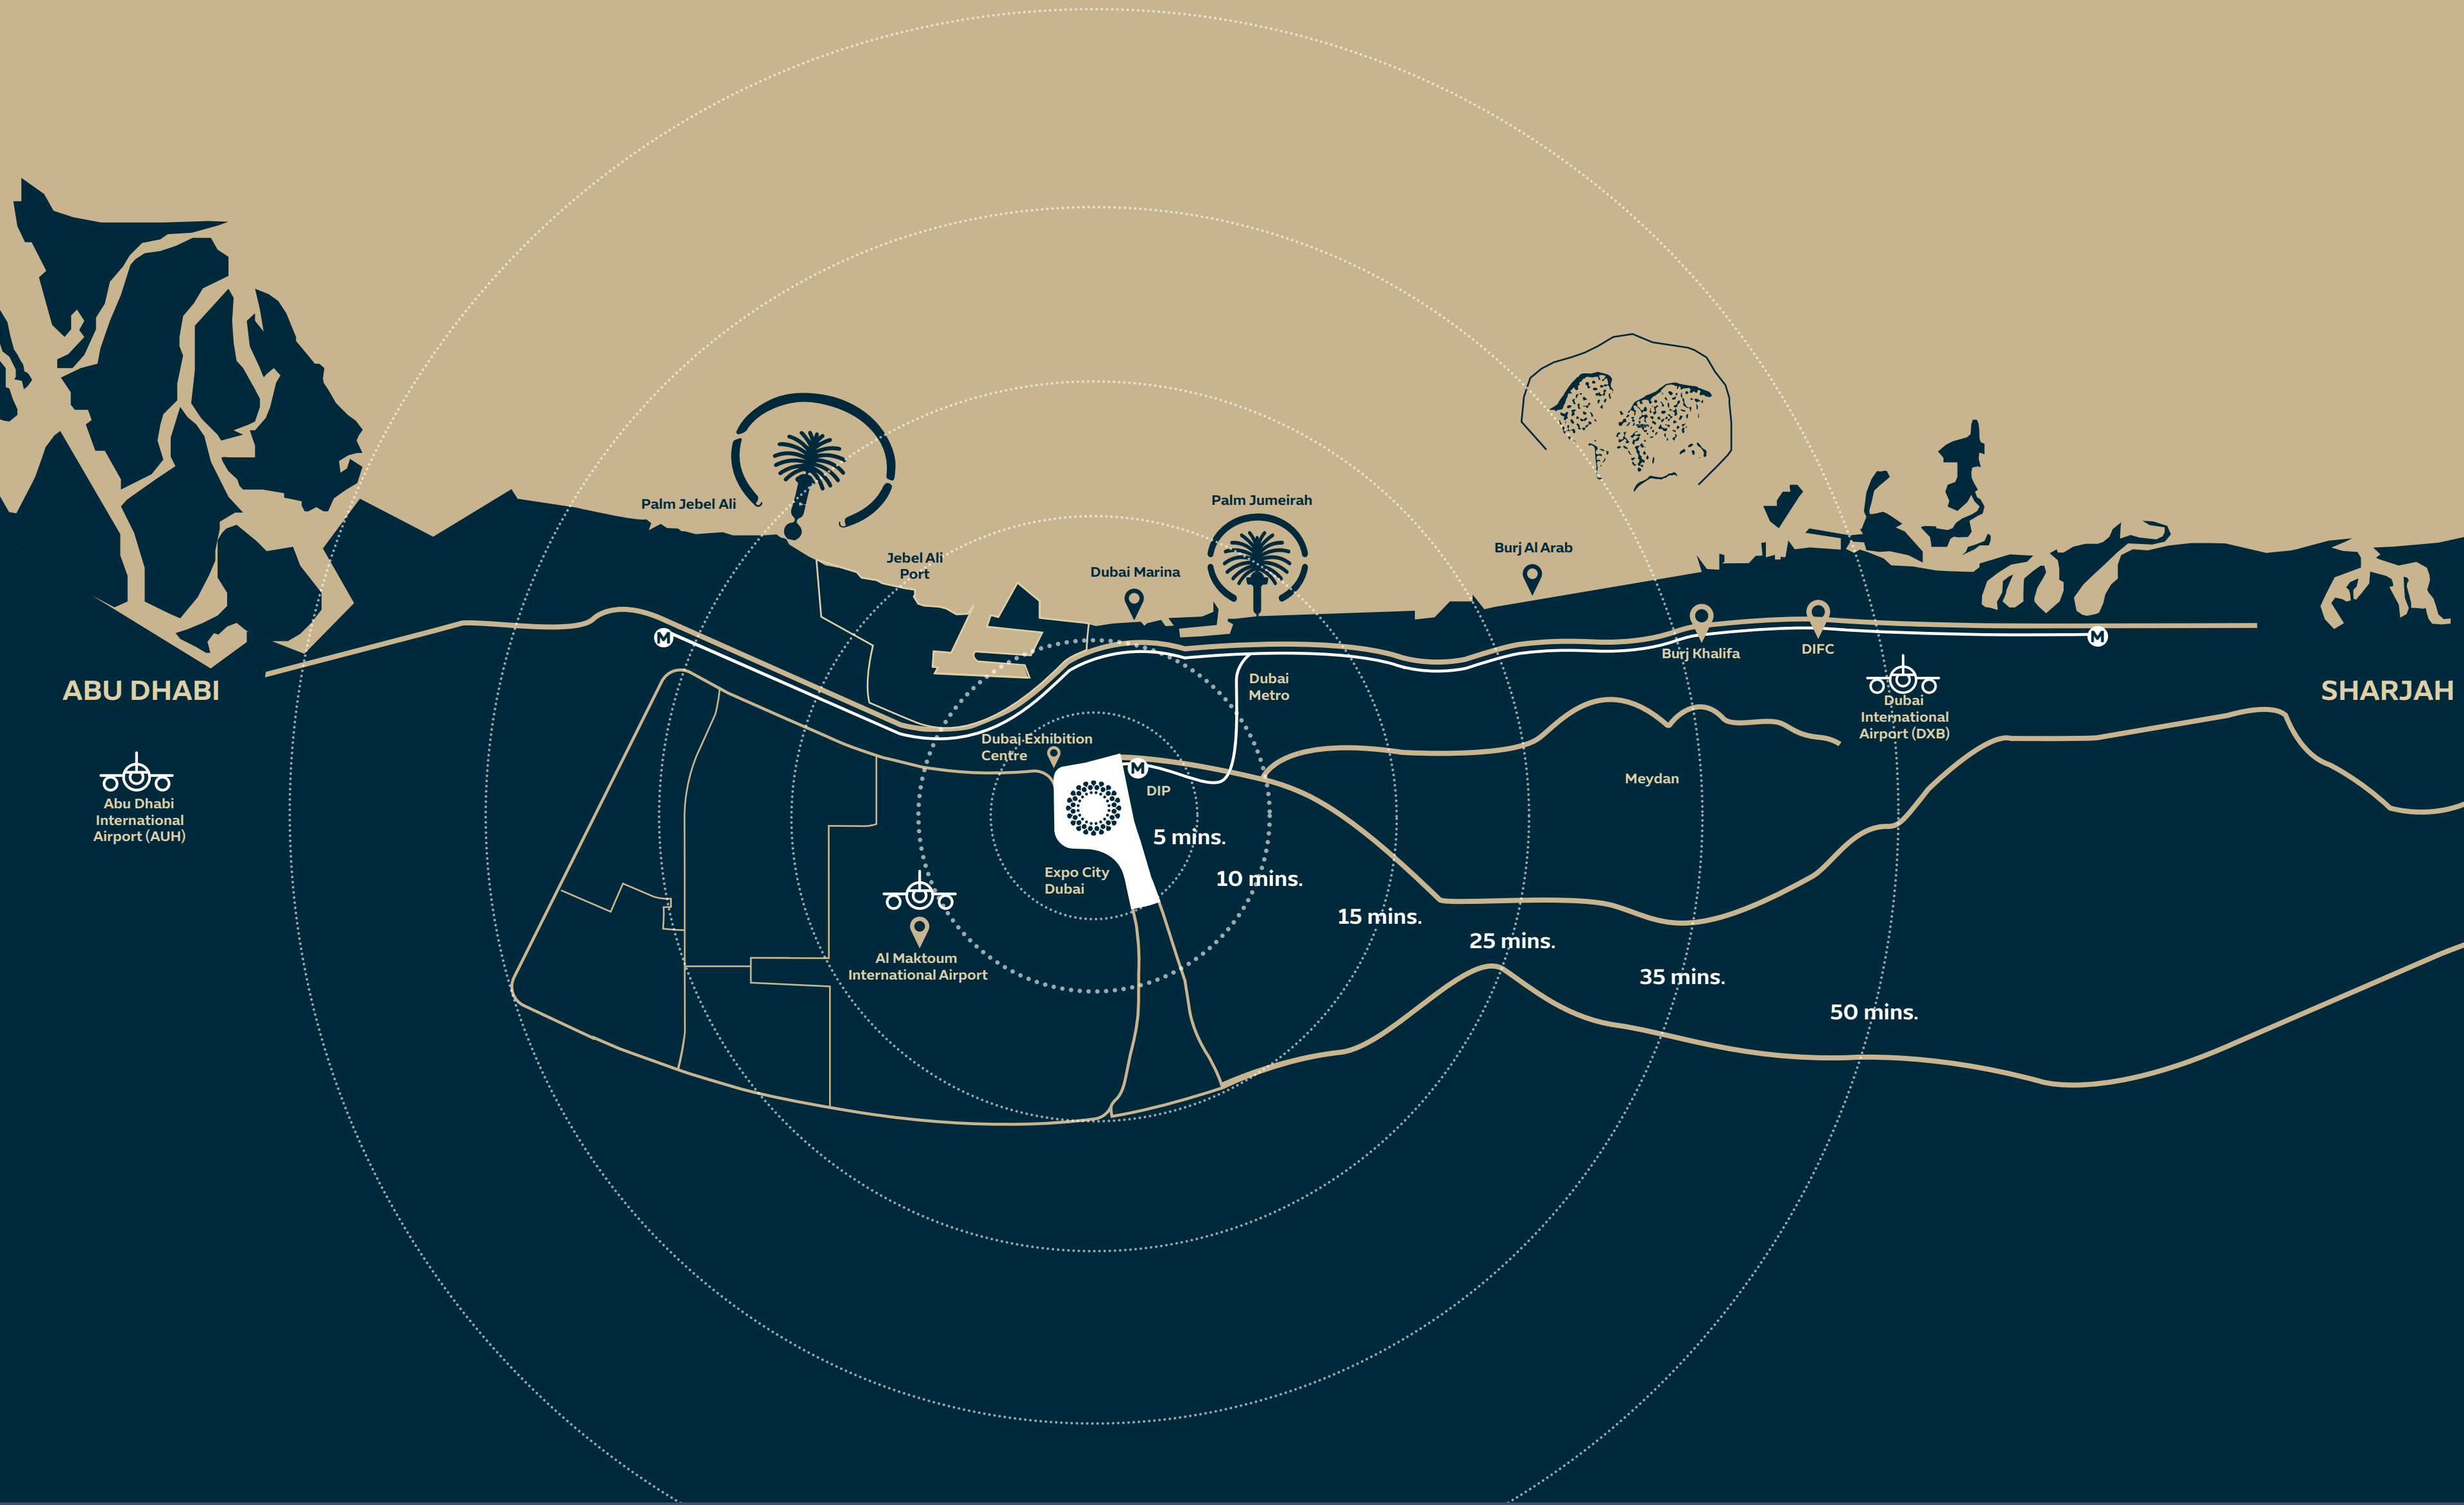 Palm Jebel Ali
Palm Jumeirah
Jebel Ali
Port
Dubai Marina
Burj Al Arab
M
M
Burj Khalifa
DIFC
ABU DHABI
SHARJAH
Dubai
Metro
Dubai
International
Airport (DXB)
Dubai Exhibition
Centre
M
DIP
Meydan
Abu Dhabi
International
Airport (AUH)
5 mins.
Expo City
Dubai
10 mins.
15 mins.
25 mins.
Al Maktoum
International Airport
35 mins.
50 mins.